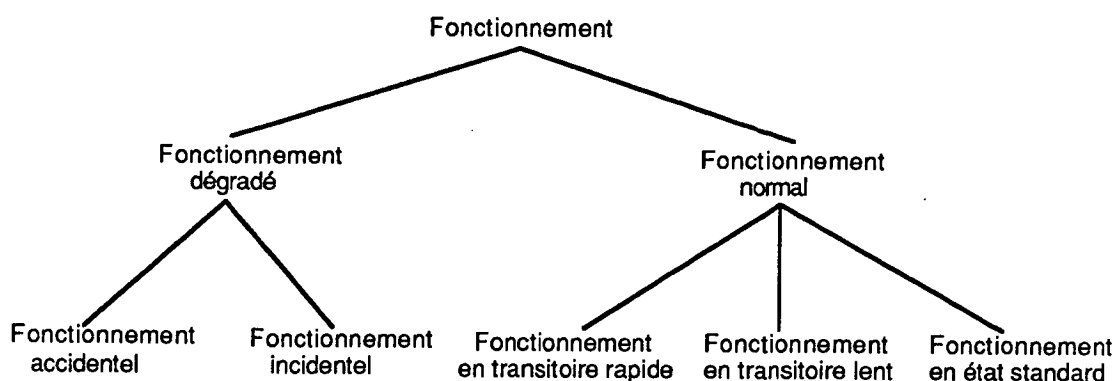 Fonctionnement
Fonctionnement
dégradé
Fonctionnement
normal
Fonctionnement
accidentel
Fonctionnement
incidentel
Fonctionnement
en transitoire rapide
Fonctionnement
en transitoire lent
Fonctionnement
en état standard